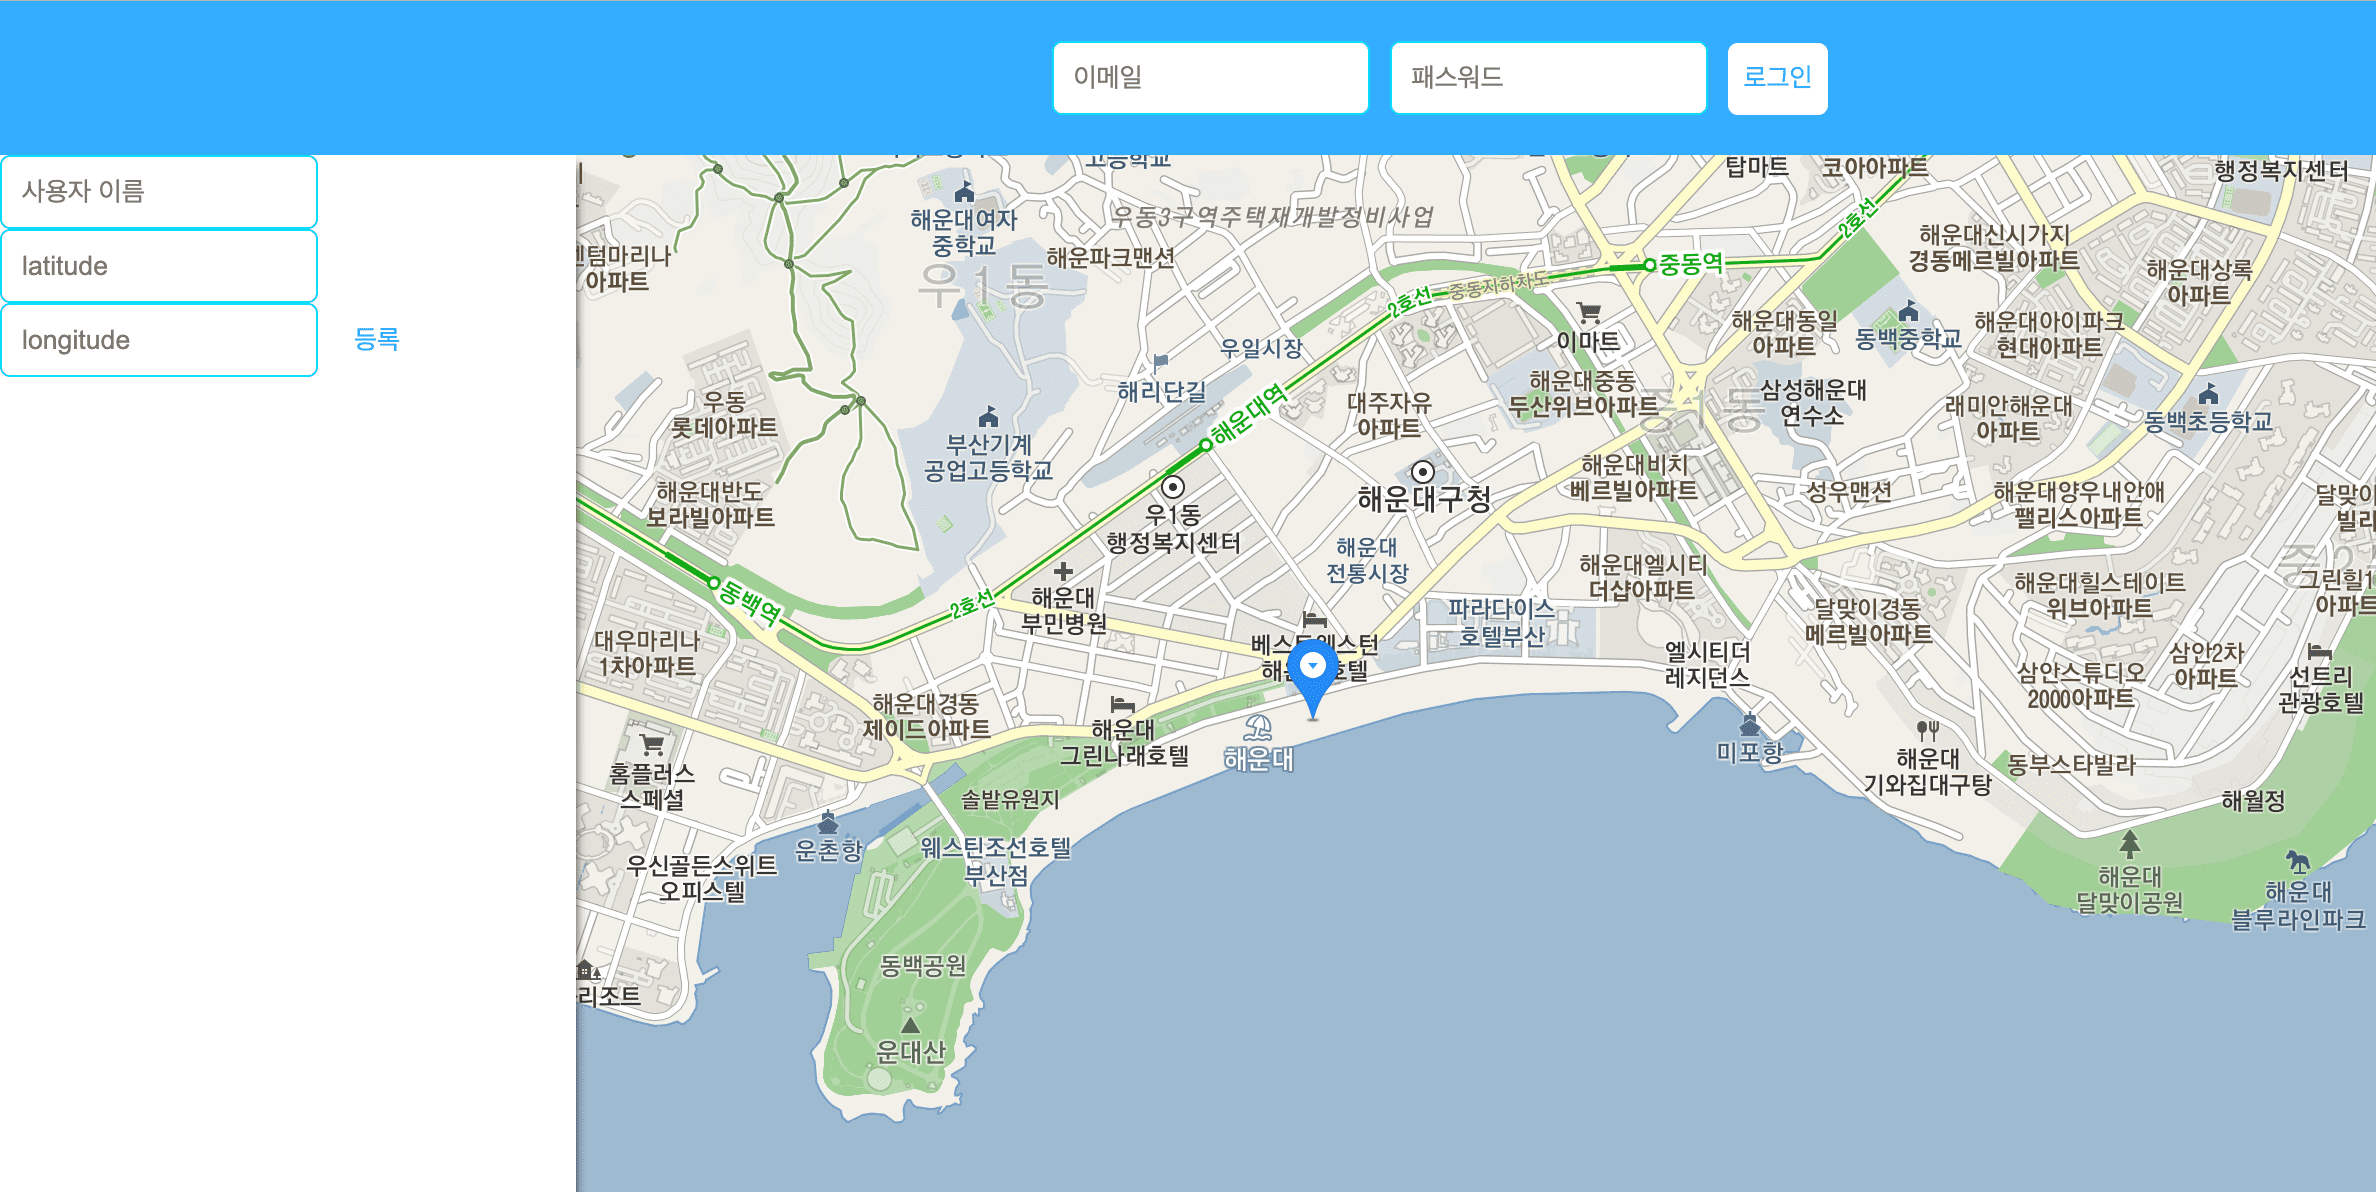 이메일
패스워드
로그인
사용자 이름
latitude
longitude
등록
고등학교
탑마트
코아아파트
행정복지센터
2호선
해운대여자
중학교
우동3구역주택재개발정비사업
센텀마리나
아파트
해운파크맨션
우1동
중동역
중동지하차도
2호선
해운대신시가지
경동메르빌아파트
해운대상록
아파트
이마트
해운대동일
아파트
동백중학교
해운대아이파크
현대아파트
우일시장
해리단길
해운대역
우동
롯데아파트
대주자유
아파트
해운대중동
두산위브아파트
중1동
삼성해운대
연수소
래미안해운대
아파트
동백초등학교
부산기계
공업고등학교
해운대반도
보라빌아파트
우1동
행정복지센터
해운대구청
해운대비치
베르빌아파트
성우맨션
해운대양우내안애
팰리스아파트
달맞이
빌라
해운대
전통시장
해운대엘시티
더샵아파트
중2
그린힐1
아파트
해운대힐스테이트
위브아파트
동백역
2호선
해운대
부민병원
파라다이스
호텔부산
달맞이경동
메르빌아파트
대우마리나
1차아파트
베스트웨스턴
해운대호텔
엘시티더
레지던스
삼안스튜디오
2000아파트
삼안2차
아파트
선트리
관광호텔
해운대경동
제이드아파트
해운대
그린나래호텔
해운대
미포항
해운대
기와집대구탕
동부스타빌라
해월정
홈플러스
스페셜
솔밭유원지
운촌항
웨스틴조선호텔
부산점
우신골든스위트
오피스텔
해운대
달맞이공원
해운대
블루라인파크
동백공원
리조트
운대산